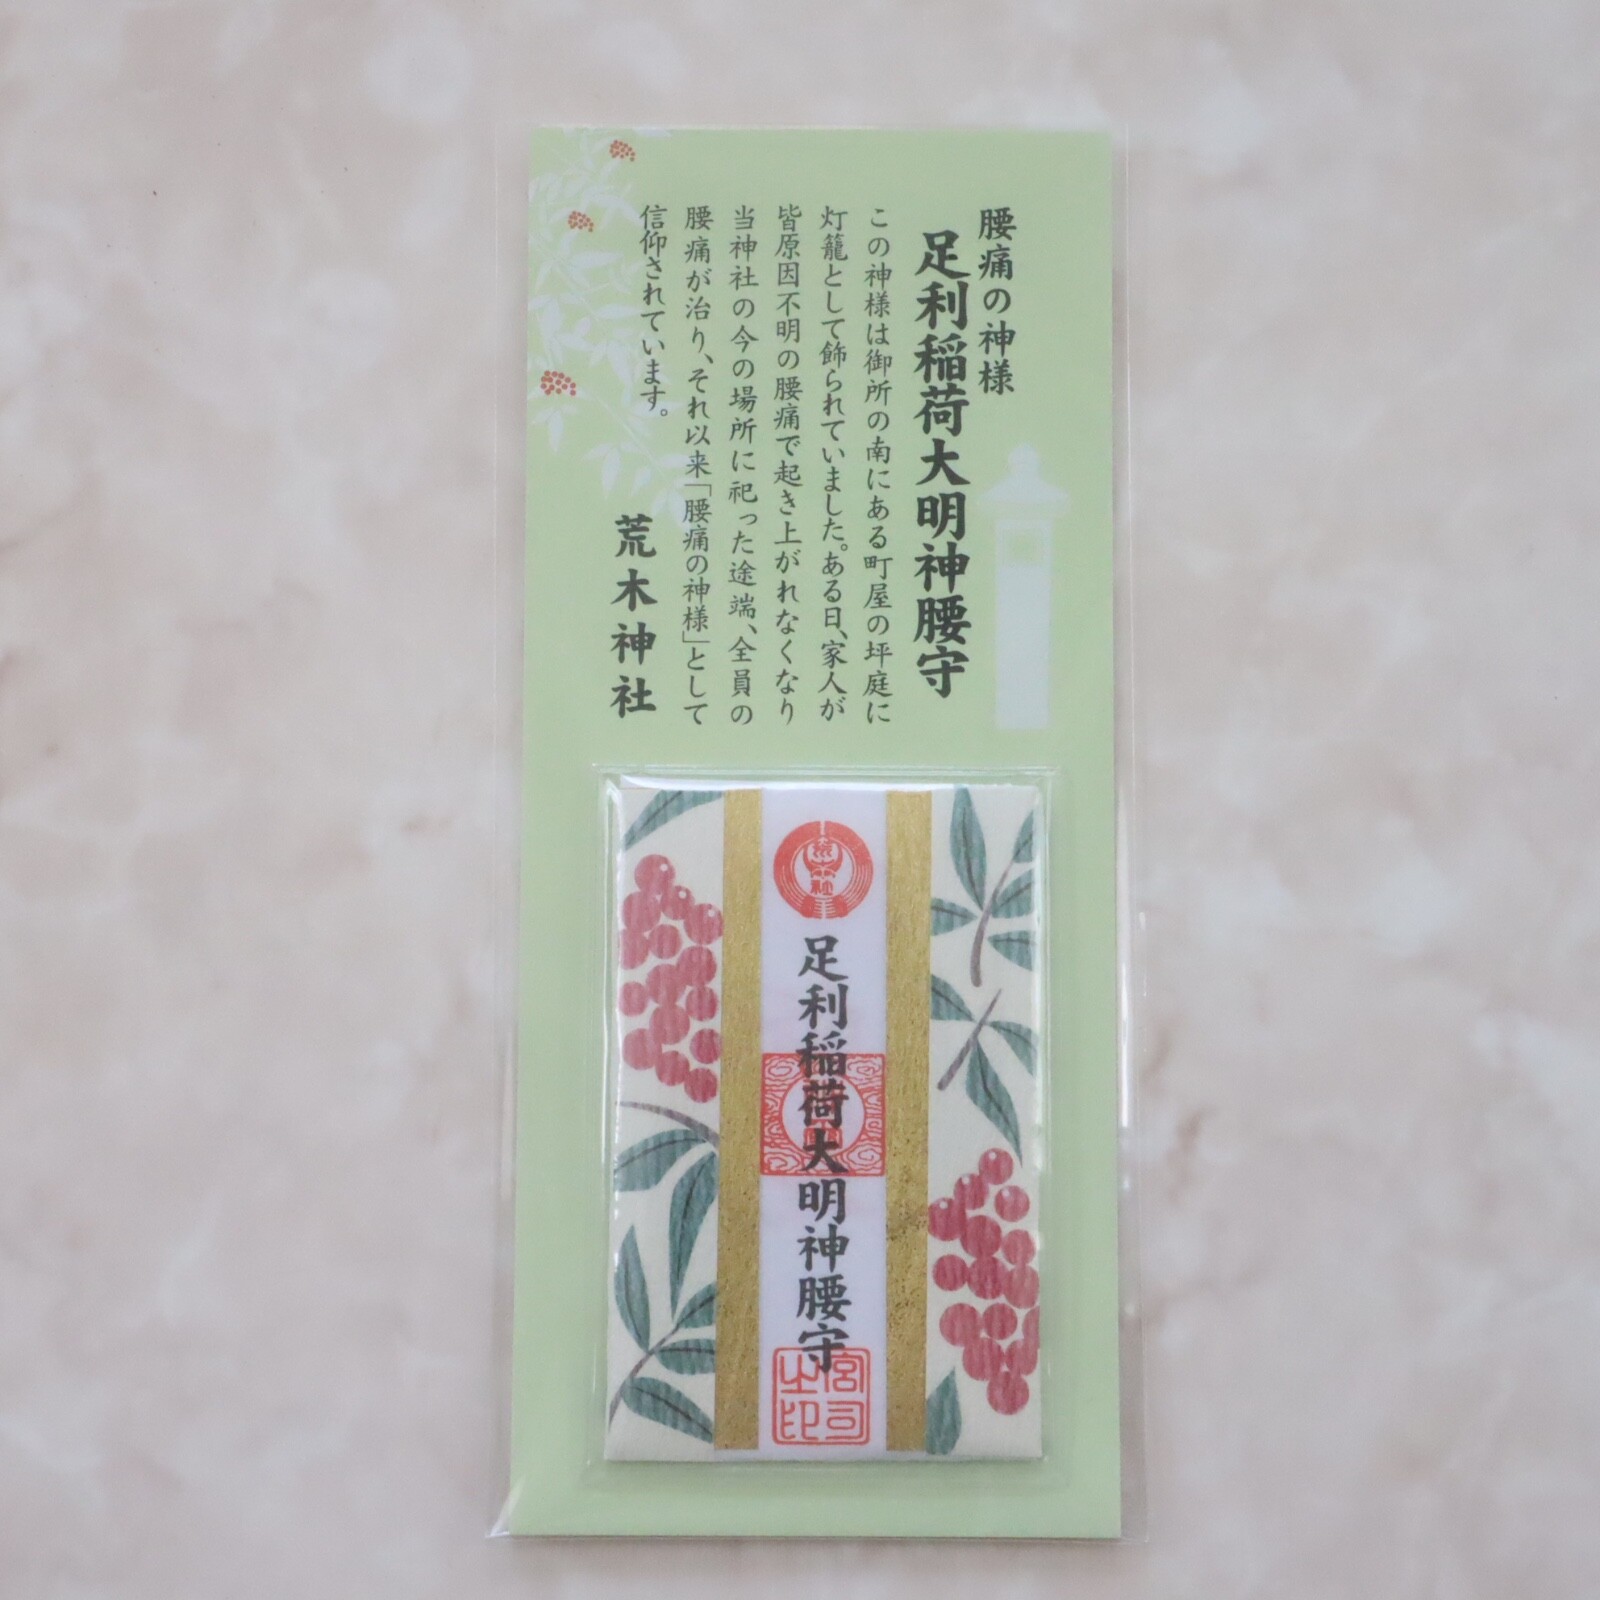 腰痛の神様
足利稲荷大明神腰守
この神様は御所の南にある町屋の坪庭に
灯籠として飾られていました。ある日、家人が
皆原因不明の腰痛で起き上がれなくなり
当神社の今の場所に祀った途端、全員の
腰痛が治り、それ以来「腰痛の神様」として
信仰されています。
荒木神社
足利稲荷大明神腰守
宮司
之印